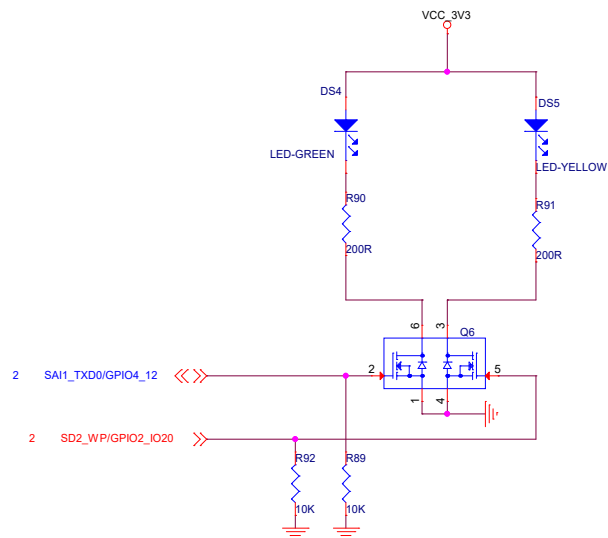 VCC_3V3
DS4
DS5
LED-GREEN
LED-YELLOW
R90
R91
200R
200R
6
3
Q6
2
SAI1_TXD0/GPIO4_12
2
5
1
4
2
SD2_WP/GPIO2_IO20
R92
R89
10K
10K